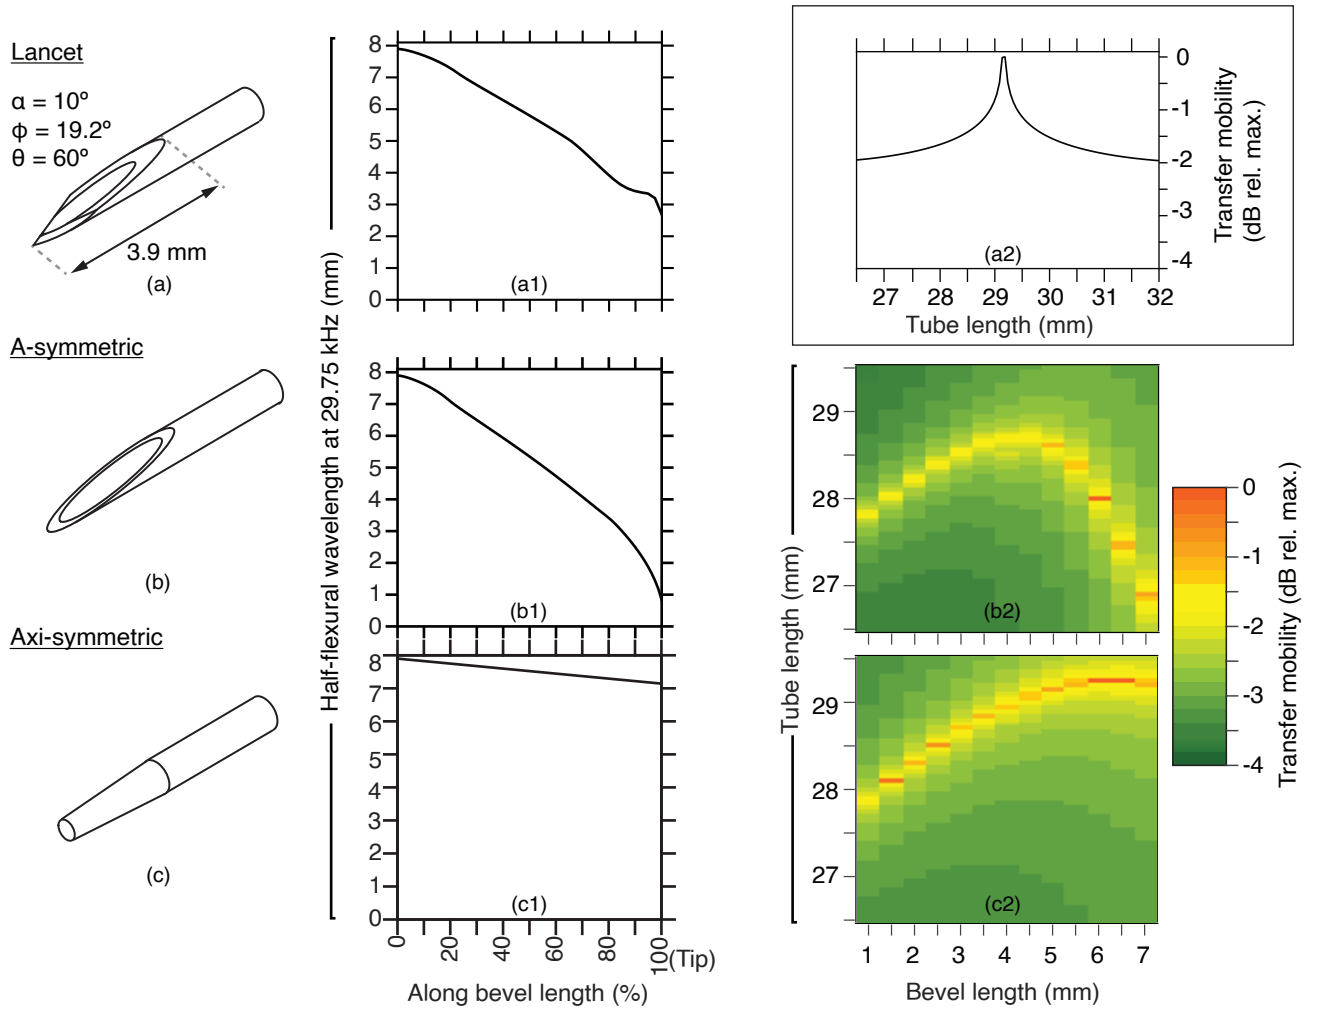 Lancet
α = 10º
ϕ = 19.2º
θ = 60º
3.9 mm
(a)
A-symmetric
(b)
Axi-symmetric
(c)
Half-flexural wavelength at 29.75 kHz (mm)
8
7
6
5
4
3
2
1
0
(a1)
8
7
6
5
4
3
2
1
0
(b1)
8
7
6
5
4
3
2
1
0
(c1)
0
20
40
60
80
100
(Tip)
Along bevel length (%)
0
-1
-2
-3
-4
Transfer mobility
(dB rel. max.)
(a2)
27 28 29 30 31 32
Tube length (mm)
Tube length (mm)
29
28
27
(b2)
29
28
27
(c2)
1 2 3 4 5 6 7
Bevel length (mm)
0
-1
-2
-3
-4
Transfer mobility (dB rel. max.)